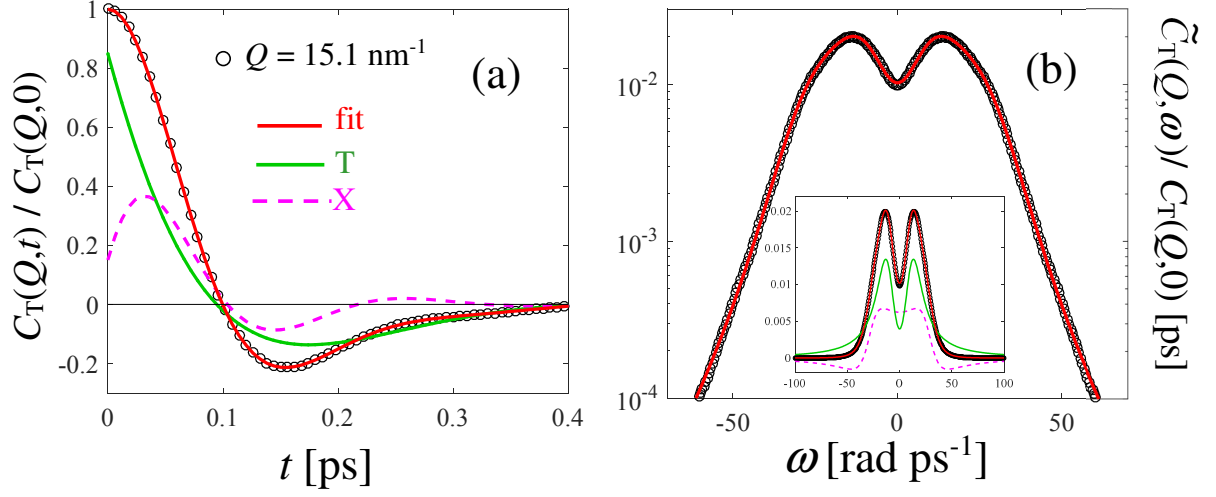 C_T(Q,t) / C_T(Q,0)
1
0.8
0.6
0.4
0.2
0
-0.2
0
0.1
0.2
0.3
0.4
t [ps]
Q = 15.1 nm⁻¹
(a)
fit
T
X
10⁻²
10⁻³
10⁻⁴
-50
0
50
ω [rad ps⁻¹]
(b)
0.02
0.015
0.01
0.005
0
-100
-50
0
50
100
C̃_T(Q,ω)/ C_T(Q,0) [ps]